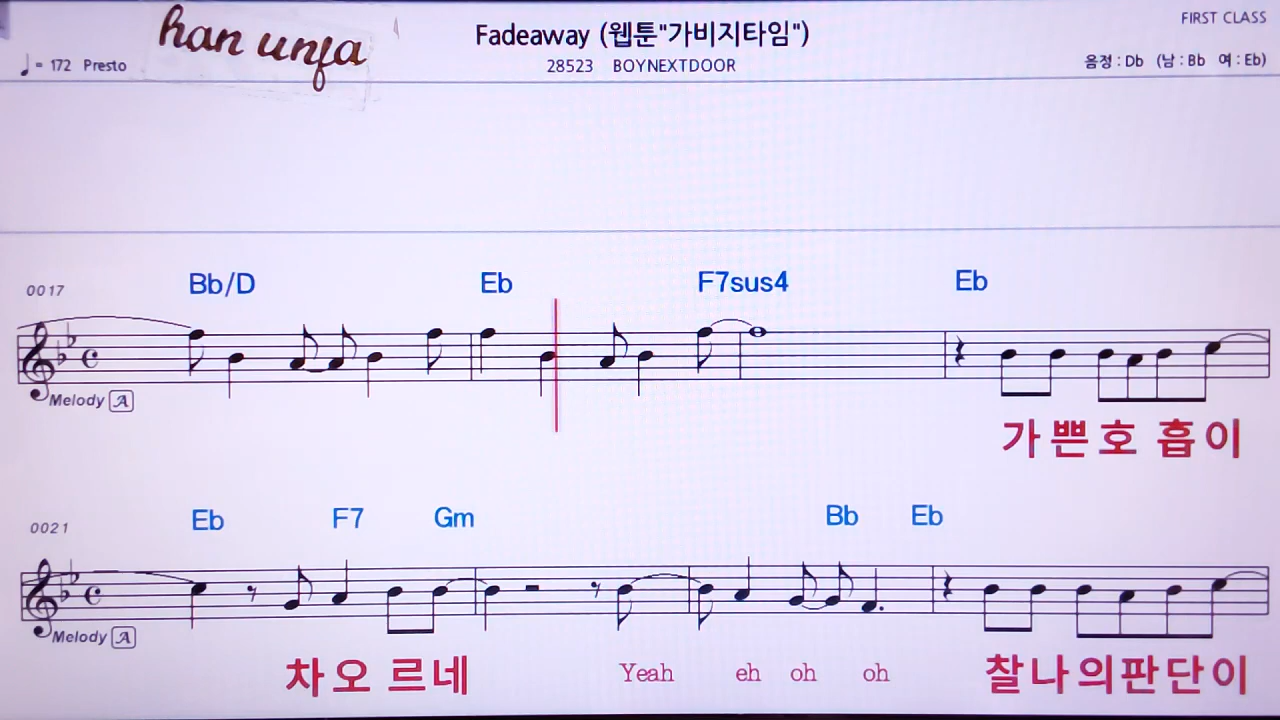 han unfa
Fadeaway (웹툰"가비지타임")
FIRST CLASS
♩ = 172 Presto
28523 BOYNEXTDOOR
음정 : Db (남 : Bb 여 : Eb)
0017
Bb/D Eb F7sus4 Eb
Melody A
가 쁜 호 흡 이
0021
Eb F7 Gm Bb Eb
Melody A
차 오 르 네 Yeah eh oh oh 찰 나 의 판 단 이